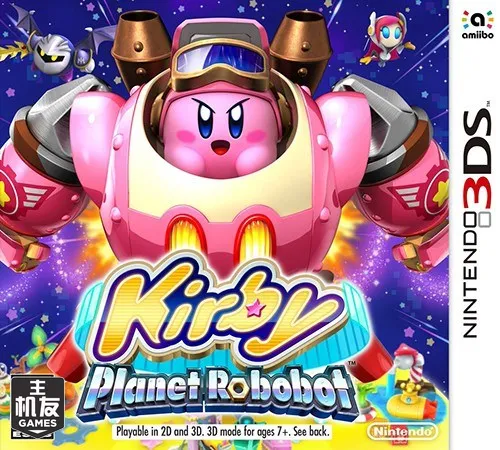 amiibo
NINTENDO 3DS
Kirby
Planet Robobot
TM
主
机友
GAMES
Playable in 2D and 3D. 3D mode for ages 7+. See back.
Nintendo